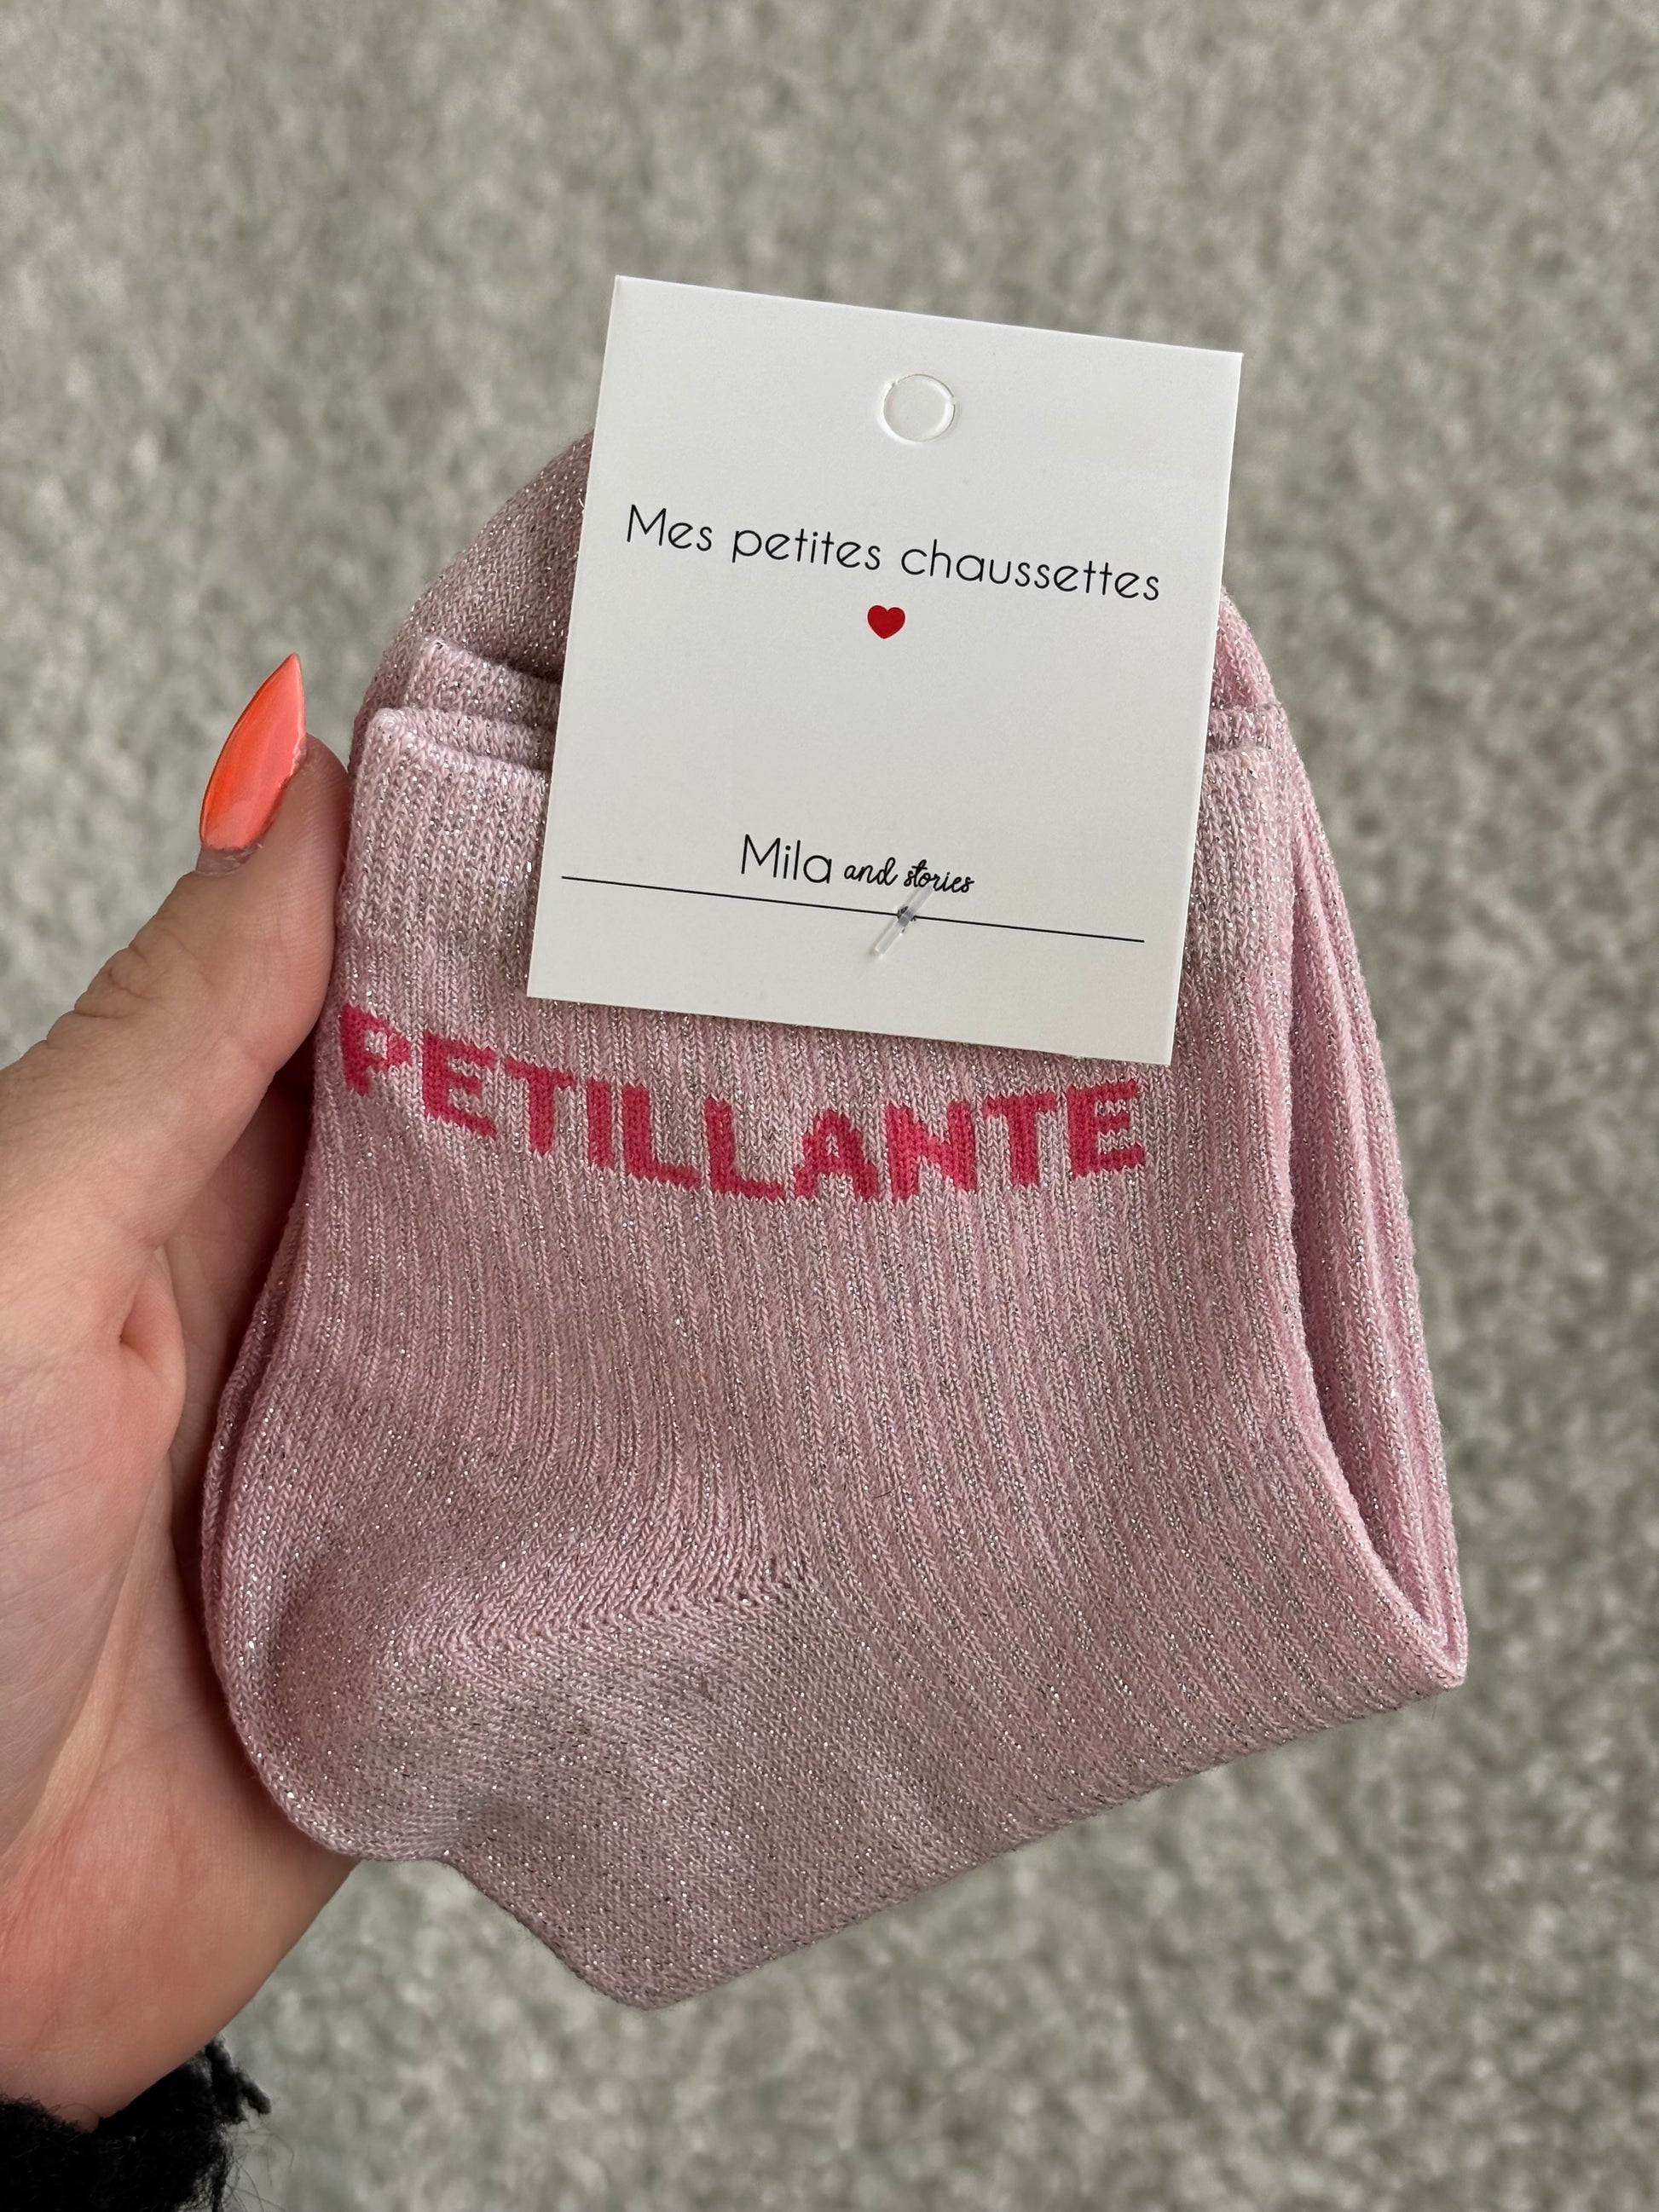 Mes petites chaussettes
Mila and stories
PETILLANTE